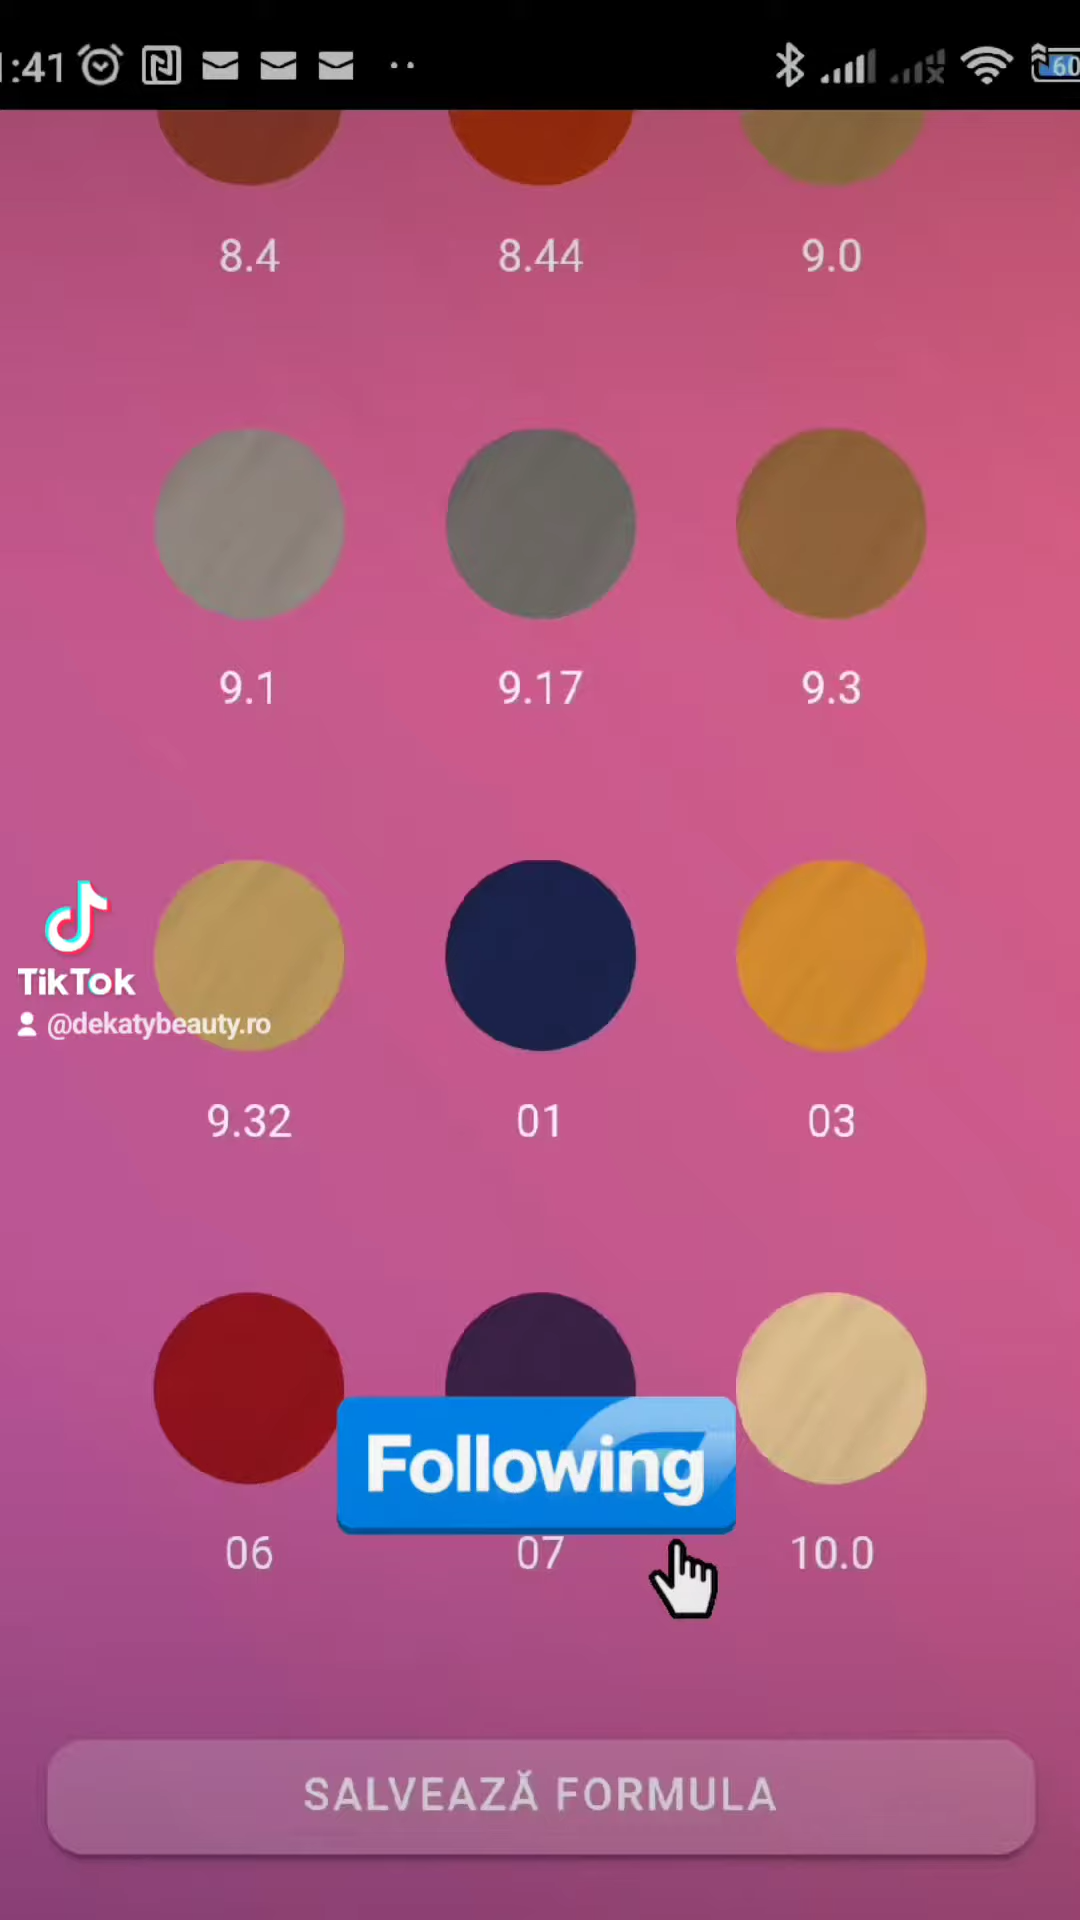 :41
60
8.4 8.44 9.0
9.1 9.17 9.3
TikTok
@dekatybeauty.ro
9.32 01 03
Following
06 07 10.0
SALVEAZĂ FORMULA